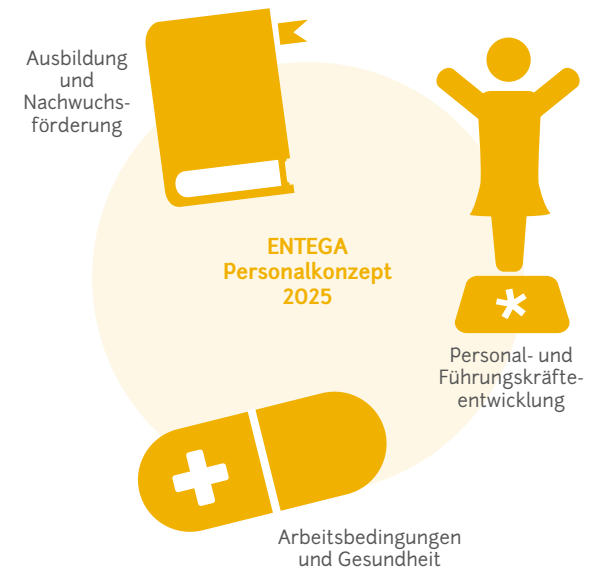 Ausbildung
und
Nachwuchs-
förderung
ENTEGA
Personalkonzept
2025
Personal- und
Führungskräfte-
entwicklung
Arbeitsbedingungen
und Gesundheit